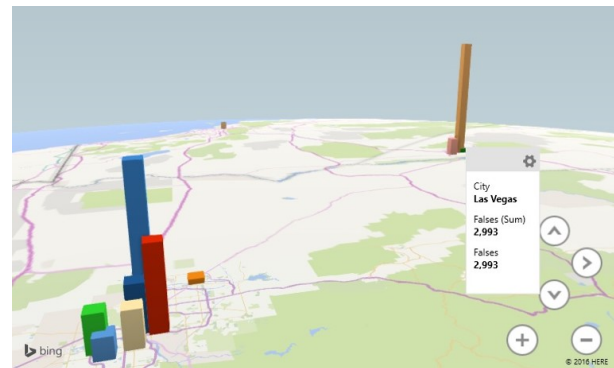 City
Las Vegas
Falses (Sum)
2,993
Falses
2,993
bing
© 2016 HERE